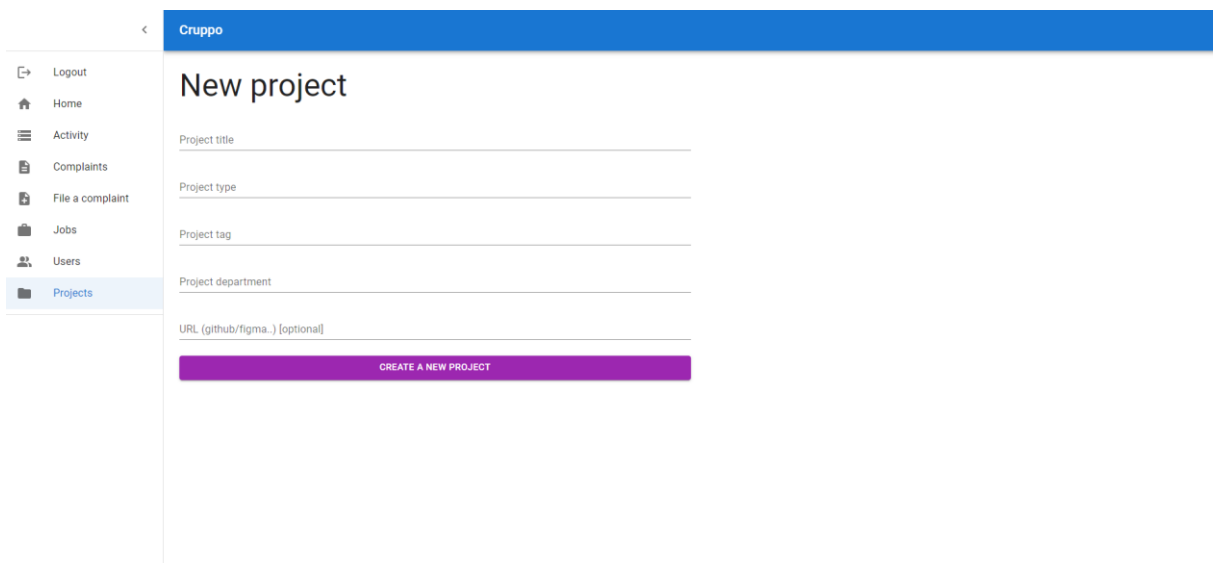 Cruppo
Logout
Home
Activity
Complaints
File a complaint
Jobs
Users
Projects
New project
Project title
Project type
Project tag
Project department
URL (github/figma..) [optional]
CREATE A NEW PROJECT